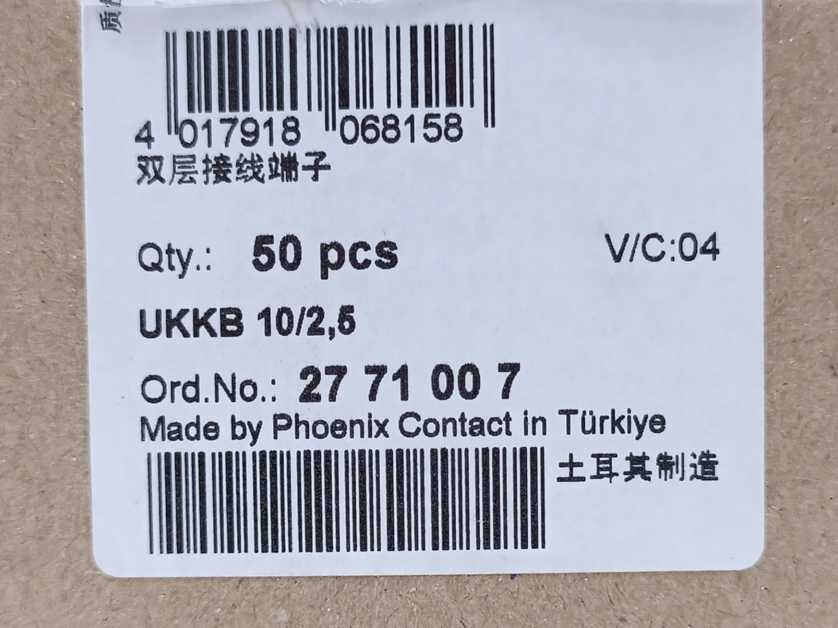 4 017918 068158
双层接线端子
Qty.: 50 pcs V/C:04
UKKB 10/2,5
Ord.No.: 27 71 00 7
Made by Phoenix Contact in Türkiye
土耳其制造